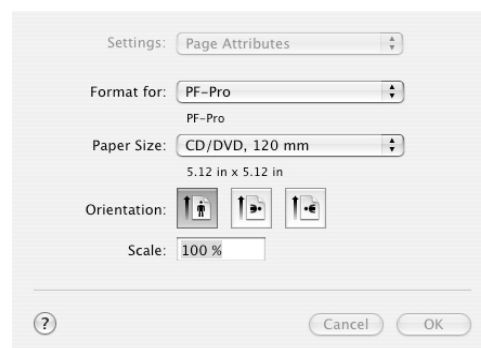 Settings: Page Attributes
Format for: PF-Pro
PF-Pro
Paper Size: CD/DVD, 120 mm
5.12 in x 5.12 in
Orientation:
Scale: 100 %
? Cancel OK